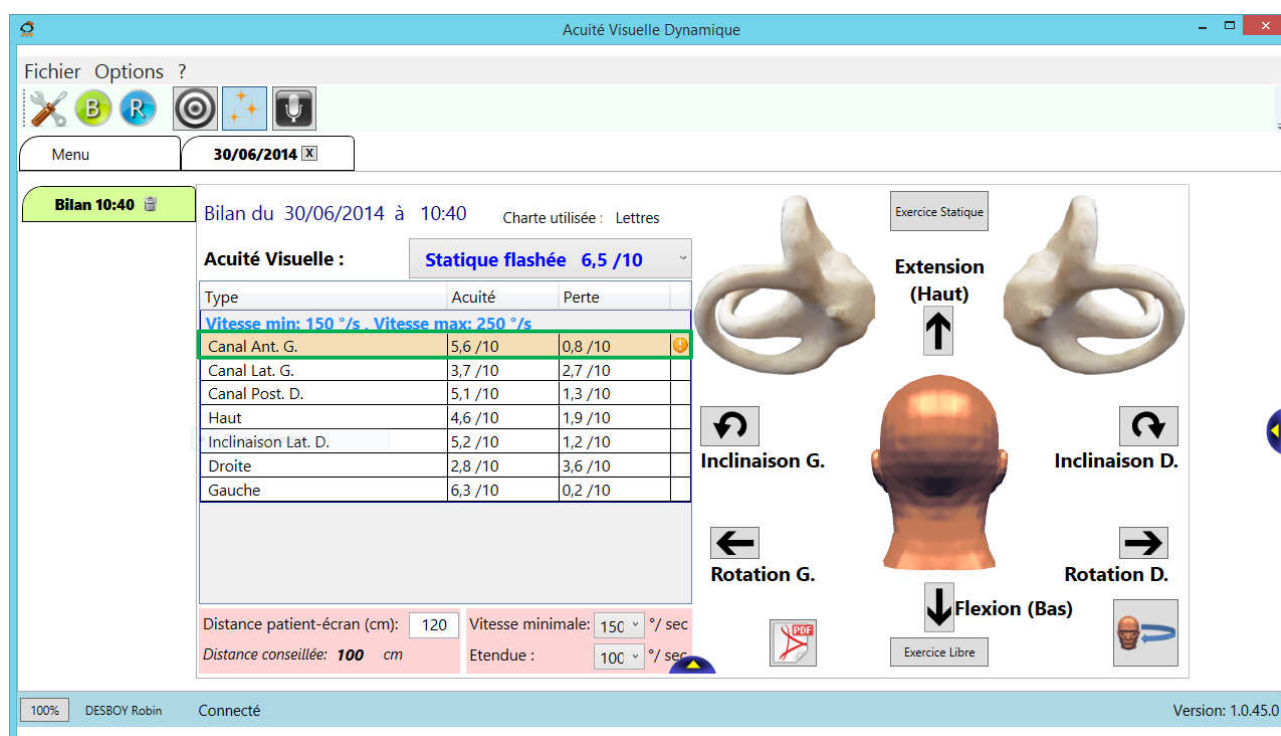 Acuité Visuelle Dynamique
Fichier Options ?
B R
Menu 30/06/2014 X
Bilan 10:40
Bilan du 30/06/2014 à 10:40 Charte utilisée : Lettres
Exercice Statique
Acuité Visuelle : Statique flashée 6,5 /10
Extension
(Haut)
Type Acuité Perte
Vitesse min: 150 °/s , Vitesse max: 250 °/s
Canal Ant. G. 5,6 /10 0,8 /10
Canal Lat. G. 3,7 /10 2,7 /10
Canal Post. D. 5,1 /10 1,3 /10
Haut 4,6 /10 1,9 /10
Inclinaison Lat. D. 5,2 /10 1,2 /10
Droite 2,8 /10 3,6 /10
Gauche 6,3 /10 0,2 /10
Inclinaison G. Inclinaison D.
Rotation G. Rotation D.
Flexion (Bas)
Distance patient-écran (cm): 120 Vitesse minimale: 150 °/ sec
Distance conseillée: 100 cm Etendue : 100 °/ sec
PDF
Exercice Libre
100% DESBOY Robin Connecté Version: 1.0.45.0